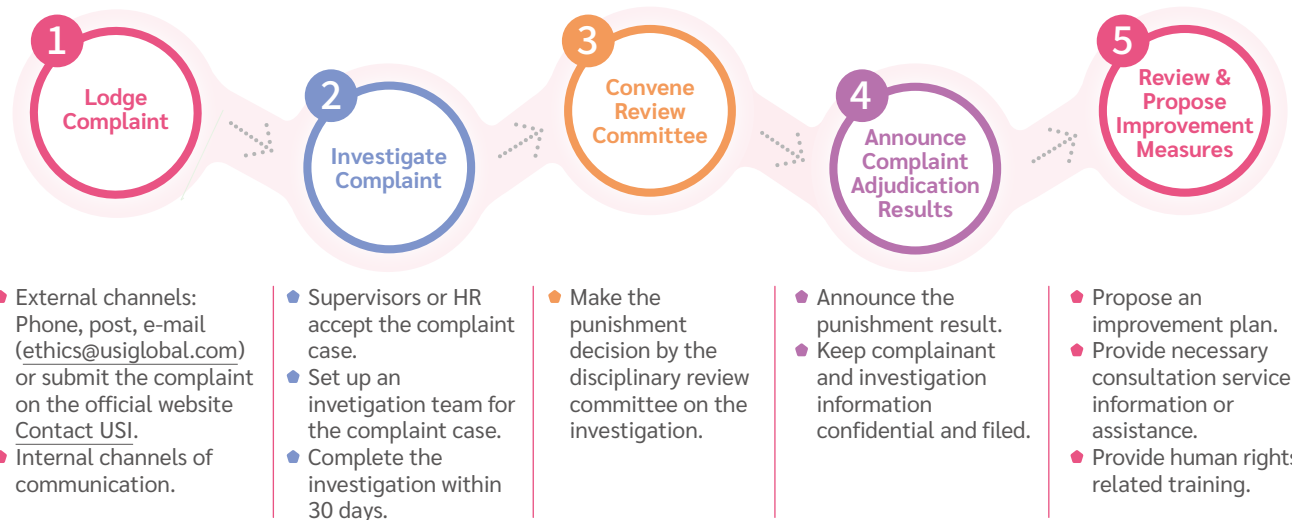 1
Lodge
Complaint
2
Investigate
Complaint
3
Convene
Review
Committee
4
Announce
Complaint
Adjudication
Results
5
Review &
Propose
Improvement
Measures
External channels:
Phone, post, e-mail
(ethics@usiglobal.com)
or submit the complaint
on the official website
Contact USI.
Internal channels of
communication.
Supervisors or HR
accept the complaint
case.
Set up an
invetigation team for
the complaint case.
Complete the
investigation within
30 days.
Make the
punishment
decision by the
disciplinary review
committee on the
investigation.
Announce the
punishment result.
Keep complainant
and investigation
information
confidential and filed.
Propose an
improvement plan.
Provide necessary
consultation service
information or
assistance.
Provide human rights
related training.